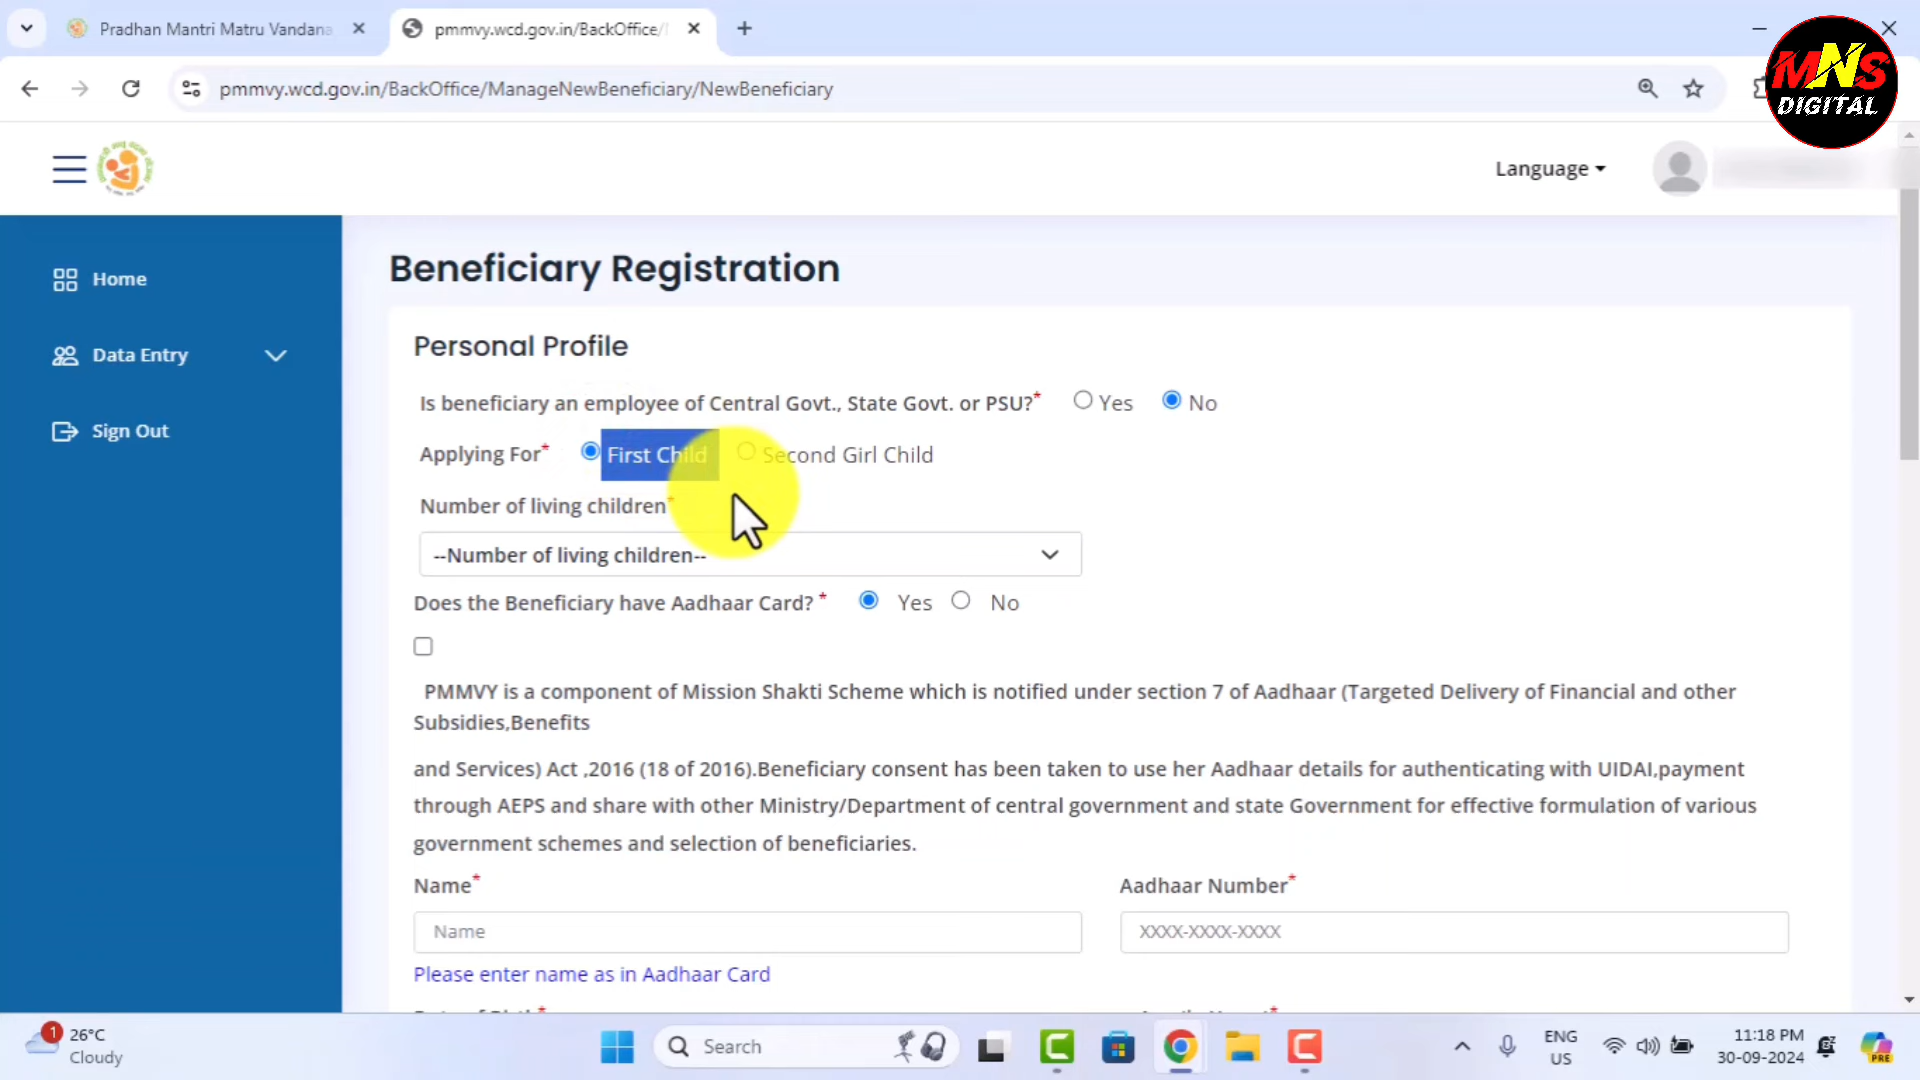 Pradhan Mantri Matru Vandana
pmmvy.wcd.gov.in/BackOffice/
pmmvy.wcd.gov.in/BackOffice/ManageNewBeneficiary/NewBeneficiary
MNS
DIGITAL
Language
Home
Data Entry
Sign Out
Beneficiary Registration
Personal Profile
Is beneficiary an employee of Central Govt., State Govt. or PSU?* Yes No
Applying For* First Child Second Girl Child
Number of living children*
--Number of living children--
Does the Beneficiary have Aadhaar Card? * Yes No
PMMVY is a component of Mission Shakti Scheme which is notified under section 7 of Aadhaar (Targeted Delivery of Financial and other
Subsidies,Benefits
and Services) Act ,2016 (18 of 2016).Beneficiary consent has been taken to use her Aadhaar details for authenticating with UIDAI,payment
through AEPS and share with other Ministry/Department of central government and state Government for effective formulation of various
government schemes and selection of beneficiaries.
Name* Aadhaar Number*
Name XXXX-XXXX-XXXX
Please enter name as in Aadhaar Card
1
26°C
Cloudy
Search
ENG
US
11:18 PM
30-09-2024
PRE